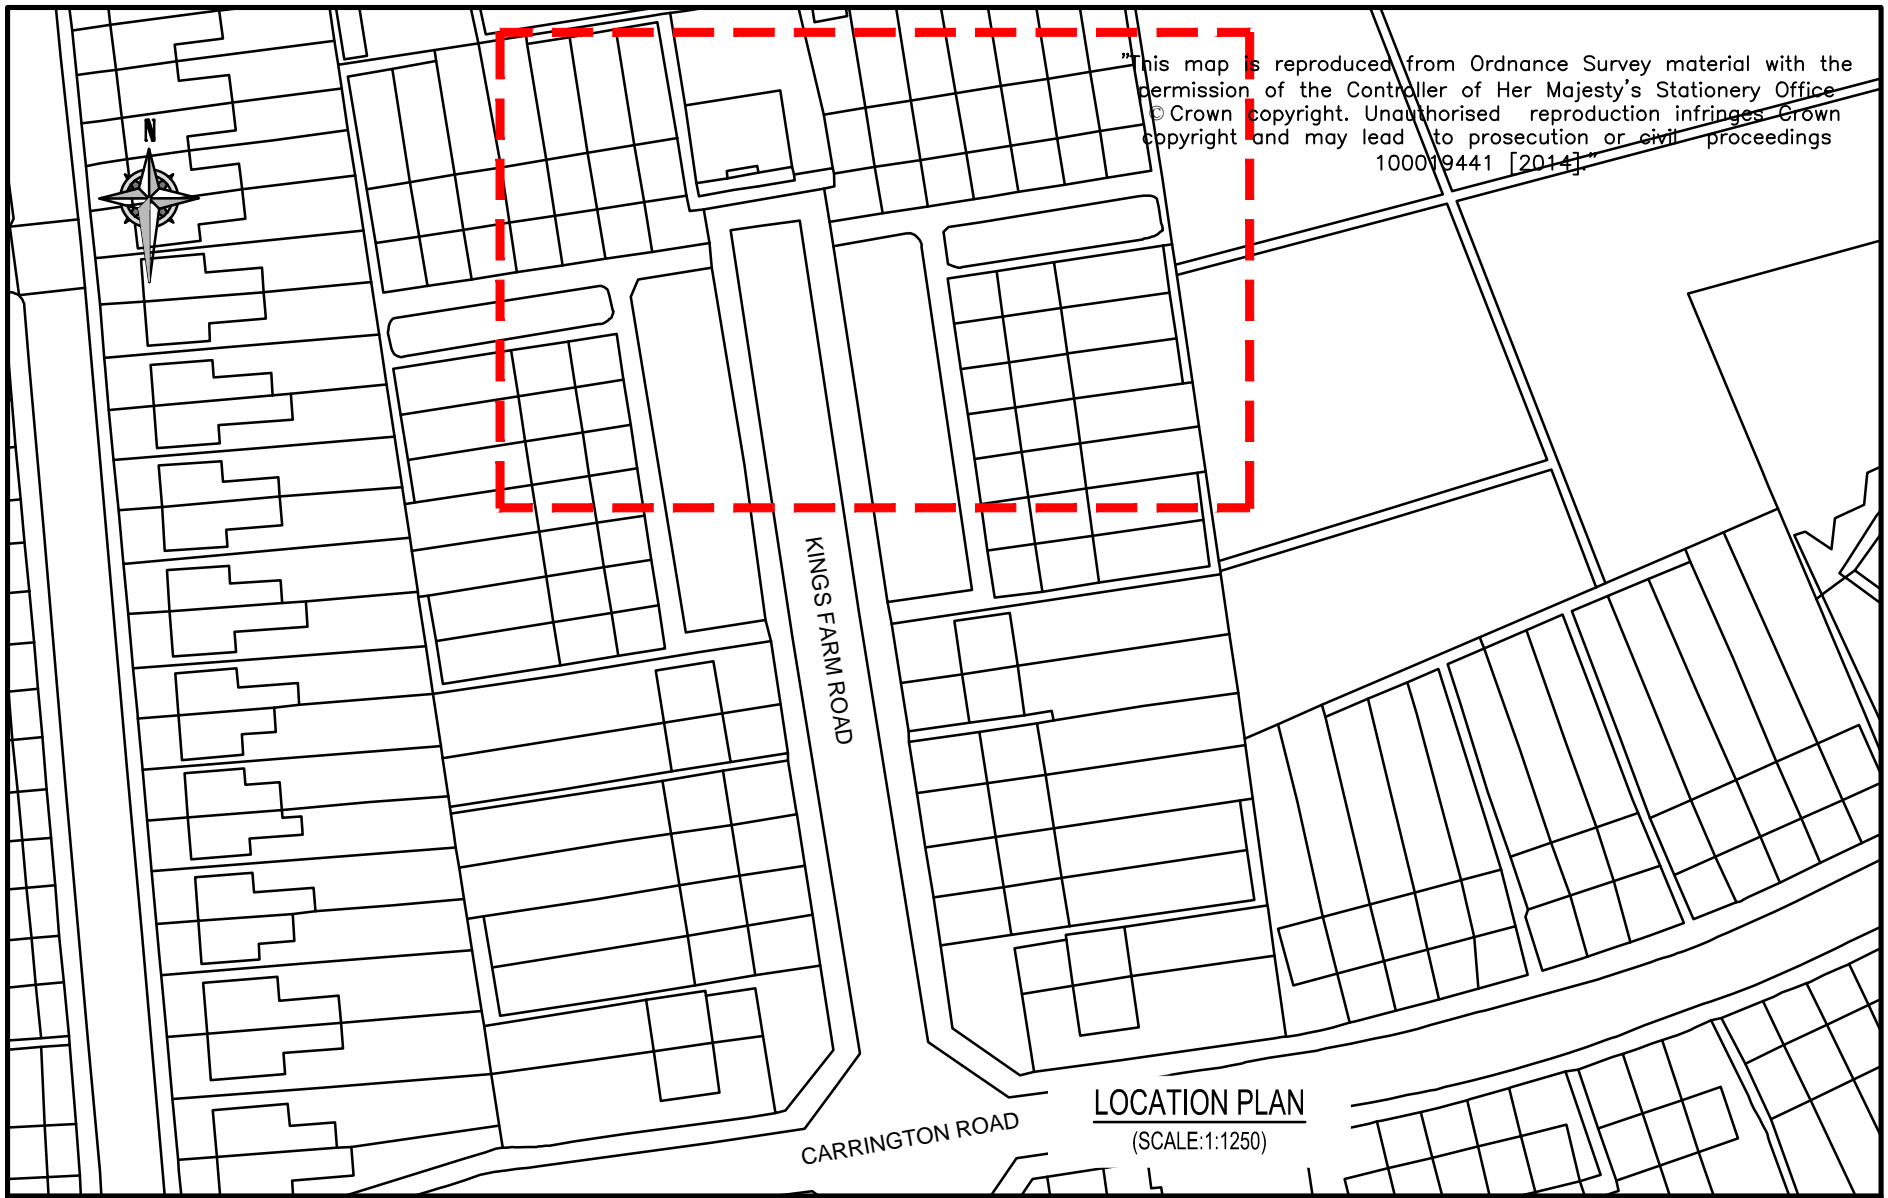 "This map is reproduced from Ordnance Survey material with the
permission of the Controller of Her Majesty's Stationery Office
© Crown copyright. Unauthorised reproduction infringes Crown
copyright and may lead to prosecution or civil proceedings
100019441 [2014]."
N
KINGS FARM ROAD
CARRINGTON ROAD
LOCATION PLAN
(SCALE:1:1250)